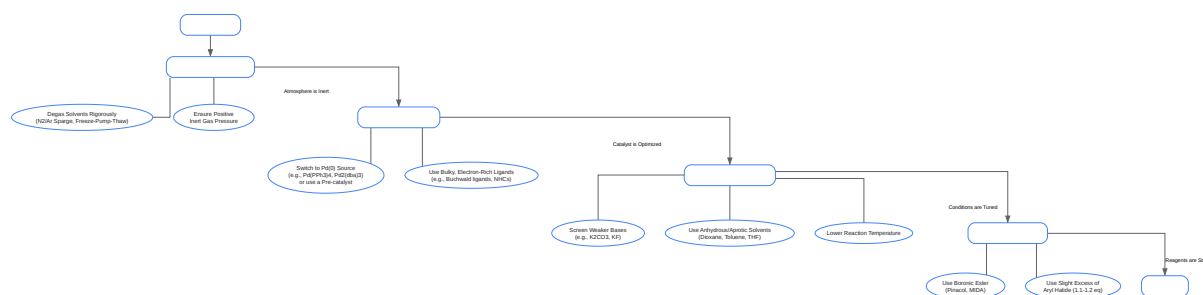 Atmosphere is Inert
Degas Solvents Rigorously
(N2/Ar Sparge, Freeze-Pump-Thaw)
Ensure Positive
Inert Gas Pressure
Catalyst is Optimized
Switch to Pd(0) Source
(e.g., Pd(PPh3)4, Pd2(dba)3)
or use a Pre-catalyst
Use Bulky, Electron-Rich Ligands
(e.g., Buchwald ligands, NHCs)
Conditions are Tuned
Screen Weaker Bases
(e.g., K2CO3, KF)
Use Anhydrous/Aprotic Solvents
(Dioxane, Toluene, THF)
Lower Reaction Temperature
Reagents are St
Use Boronic Ester
(Pinacol, MIDA)
Use Slight Excess of
Aryl Halide (1.1-1.2 eq)